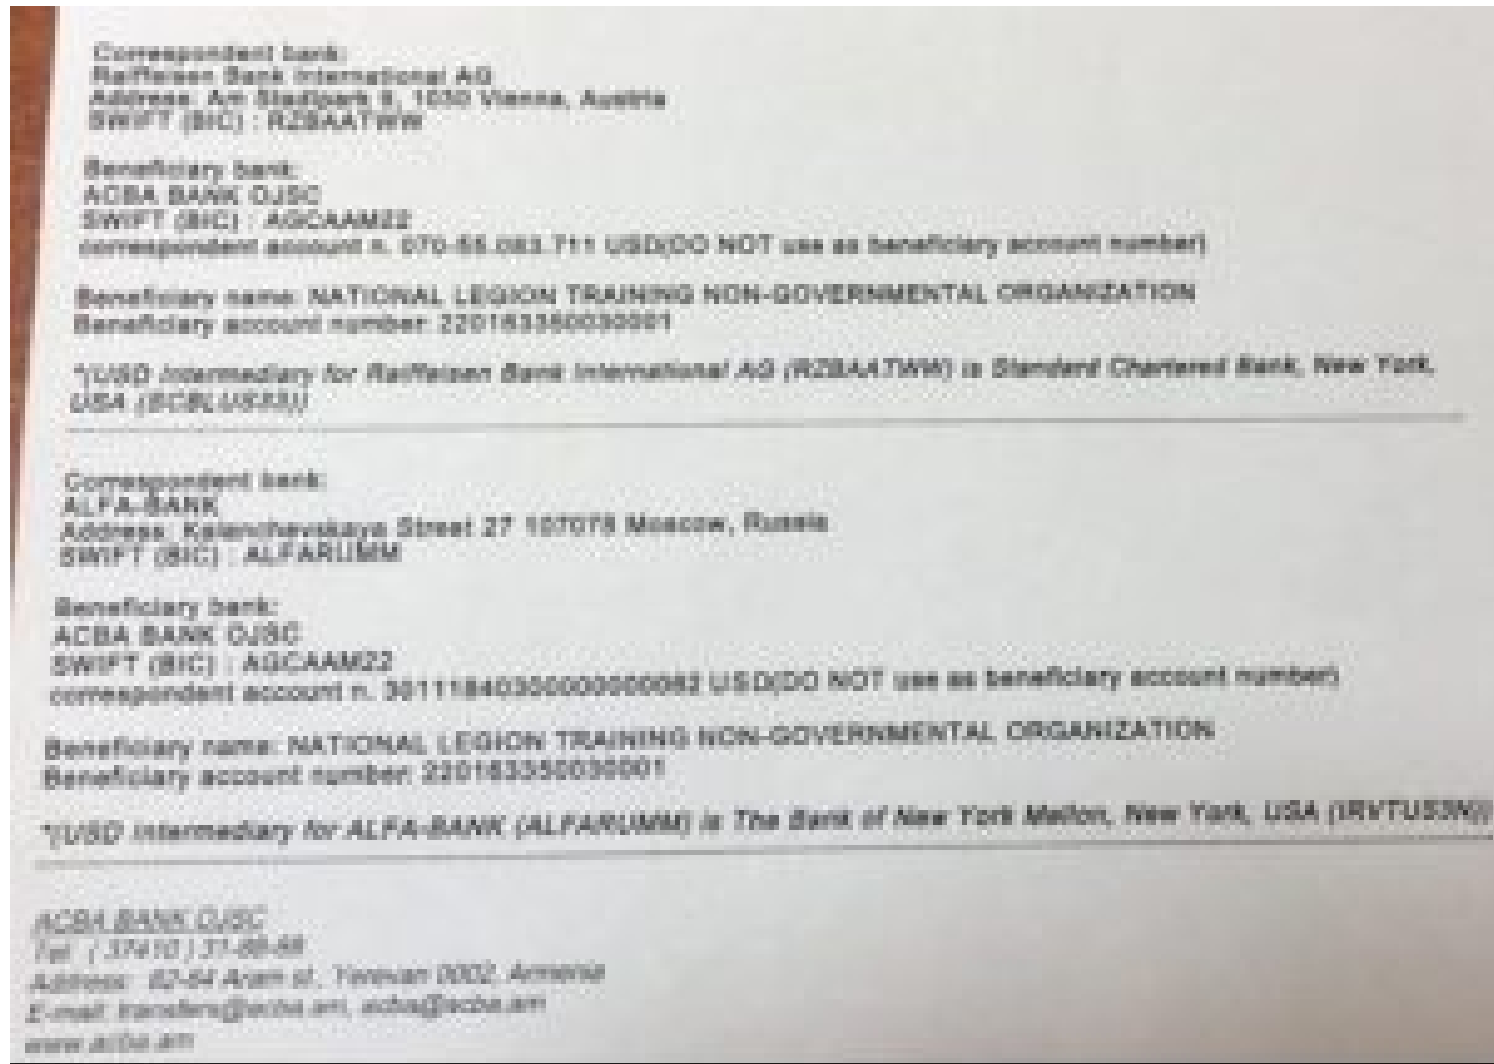 Correspondent bank:
Raiffeisen Bank International AG
Address: Am Stadtpark 9, 1030 Vienna, Austria
SWIFT (BIC) : RZBAATWW
Beneficiary bank:
ACBA BANK OJSC
SWIFT (BIC) : AGCAAM22
correspondent account n. 070-55.083.711 USD(DO NOT use as beneficiary account number)
Beneficiary name: NATIONAL LEGION TRAINING NON-GOVERNMENTAL ORGANIZATION
Beneficiary account number:
*(USD Intermediary for Raiffeisen Bank International AG (RZBAATWW) is Standard Chartered Bank, New York,
USA (SCBLUS33))
Correspondent bank:
ALFA-BANK
Address: Kalanchevskaya Street 27 107078 Moscow, Russia
SWIFT (BIC) : ALFARUMM
Beneficiary bank:
ACBA BANK OJSC
SWIFT (BIC) : AGCAAM22
correspondent account n. USD(DO NOT use as beneficiary account number)
Beneficiary name: NATIONAL LEGION TRAINING NON-GOVERNMENTAL ORGANIZATION
Beneficiary account number:
*(USD Intermediary for ALFA-BANK (ALFARUMM) is The Bank of New York Mellon, New York, USA (IRVTUS3N))
ACBA BANK OJSC
Tel: ( 37410 )
Address: 82-84 Aram st., Yerevan 0002, Armenia
E-mail: transfers@acba.am, acba@acba.am
www.acba.am